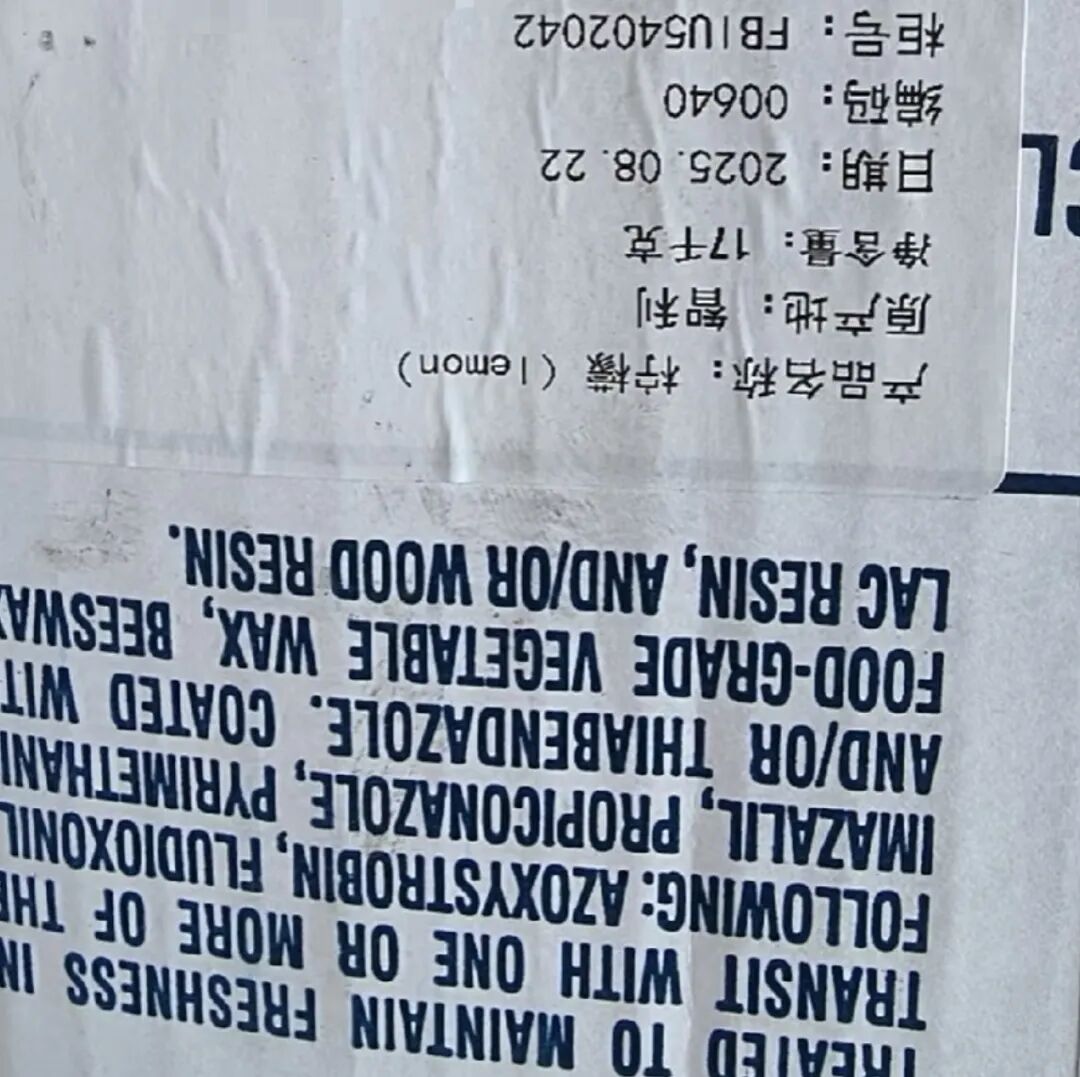 TREATED TO MAINTAIN FRESHNESS IN
TRANSIT WITH ONE OR MORE OF THE
FOLLOWING: AZOXYSTROBIN, FLUDIOXONIL
IMAZALIL, PROPICONAZOLE, PYRIMETHANI
AND/OR THIABENDAZOLE. COATED WIT
FOOD-GRADE VEGETABLE WAX, BEESWAX
LAC RESIN, AND/OR WOOD RESIN.
产品名称：柠檬（lemon）
原产地：智利
净含量：17千克
日期：2025.08.22
编码：00640
柜号：FBIU5402042